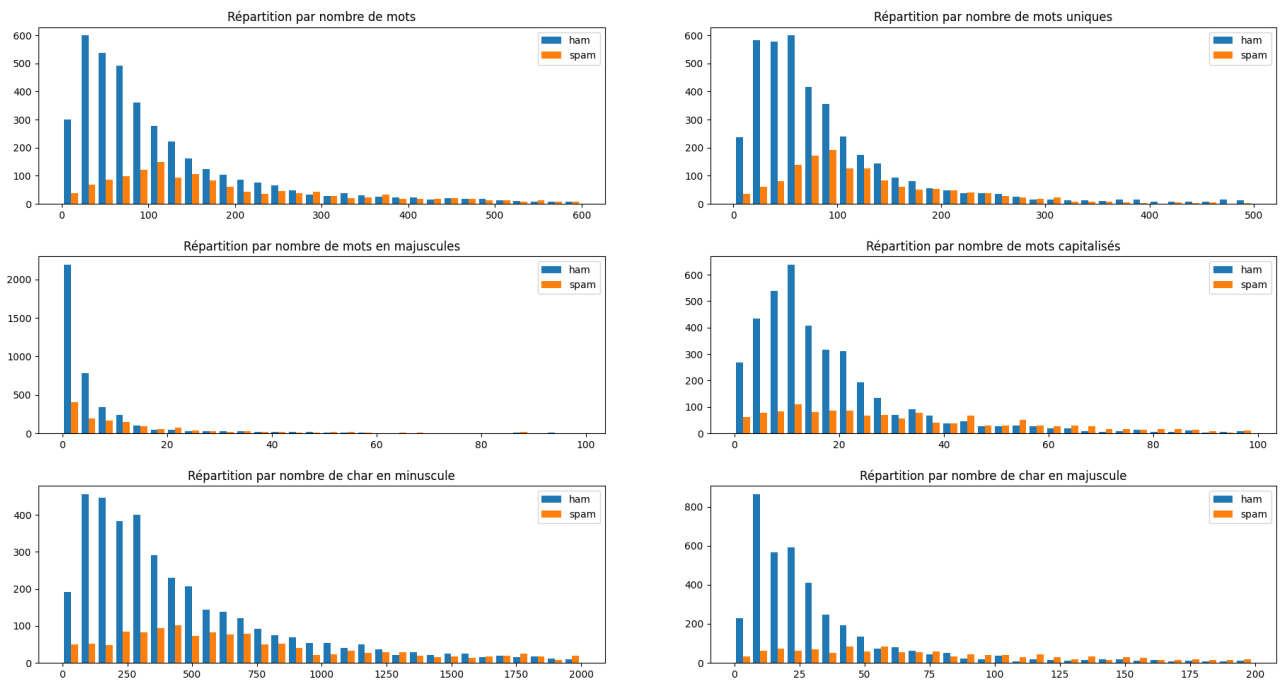 Répartition par nombre de mots
600
500
400
300
200
100
0
0 100 200 300 400 500 600
ham
spam
Répartition par nombre de mots uniques
600
500
400
300
200
100
0
0 100 200 300 400 500
ham
spam
Répartition par nombre de mots en majuscules
2000
1500
1000
500
0
0 20 40 60 80 100
ham
spam
Répartition par nombre de mots capitalisés
600
500
400
300
200
100
0
0 20 40 60 80 100
ham
spam
Répartition par nombre de char en minuscule
400
300
200
100
0
0 250 500 750 1000 1250 1500 1750 2000
ham
spam
Répartition par nombre de char en majuscule
800
600
400
200
0
0 25 50 75 100 125 150 175 200
ham
spam